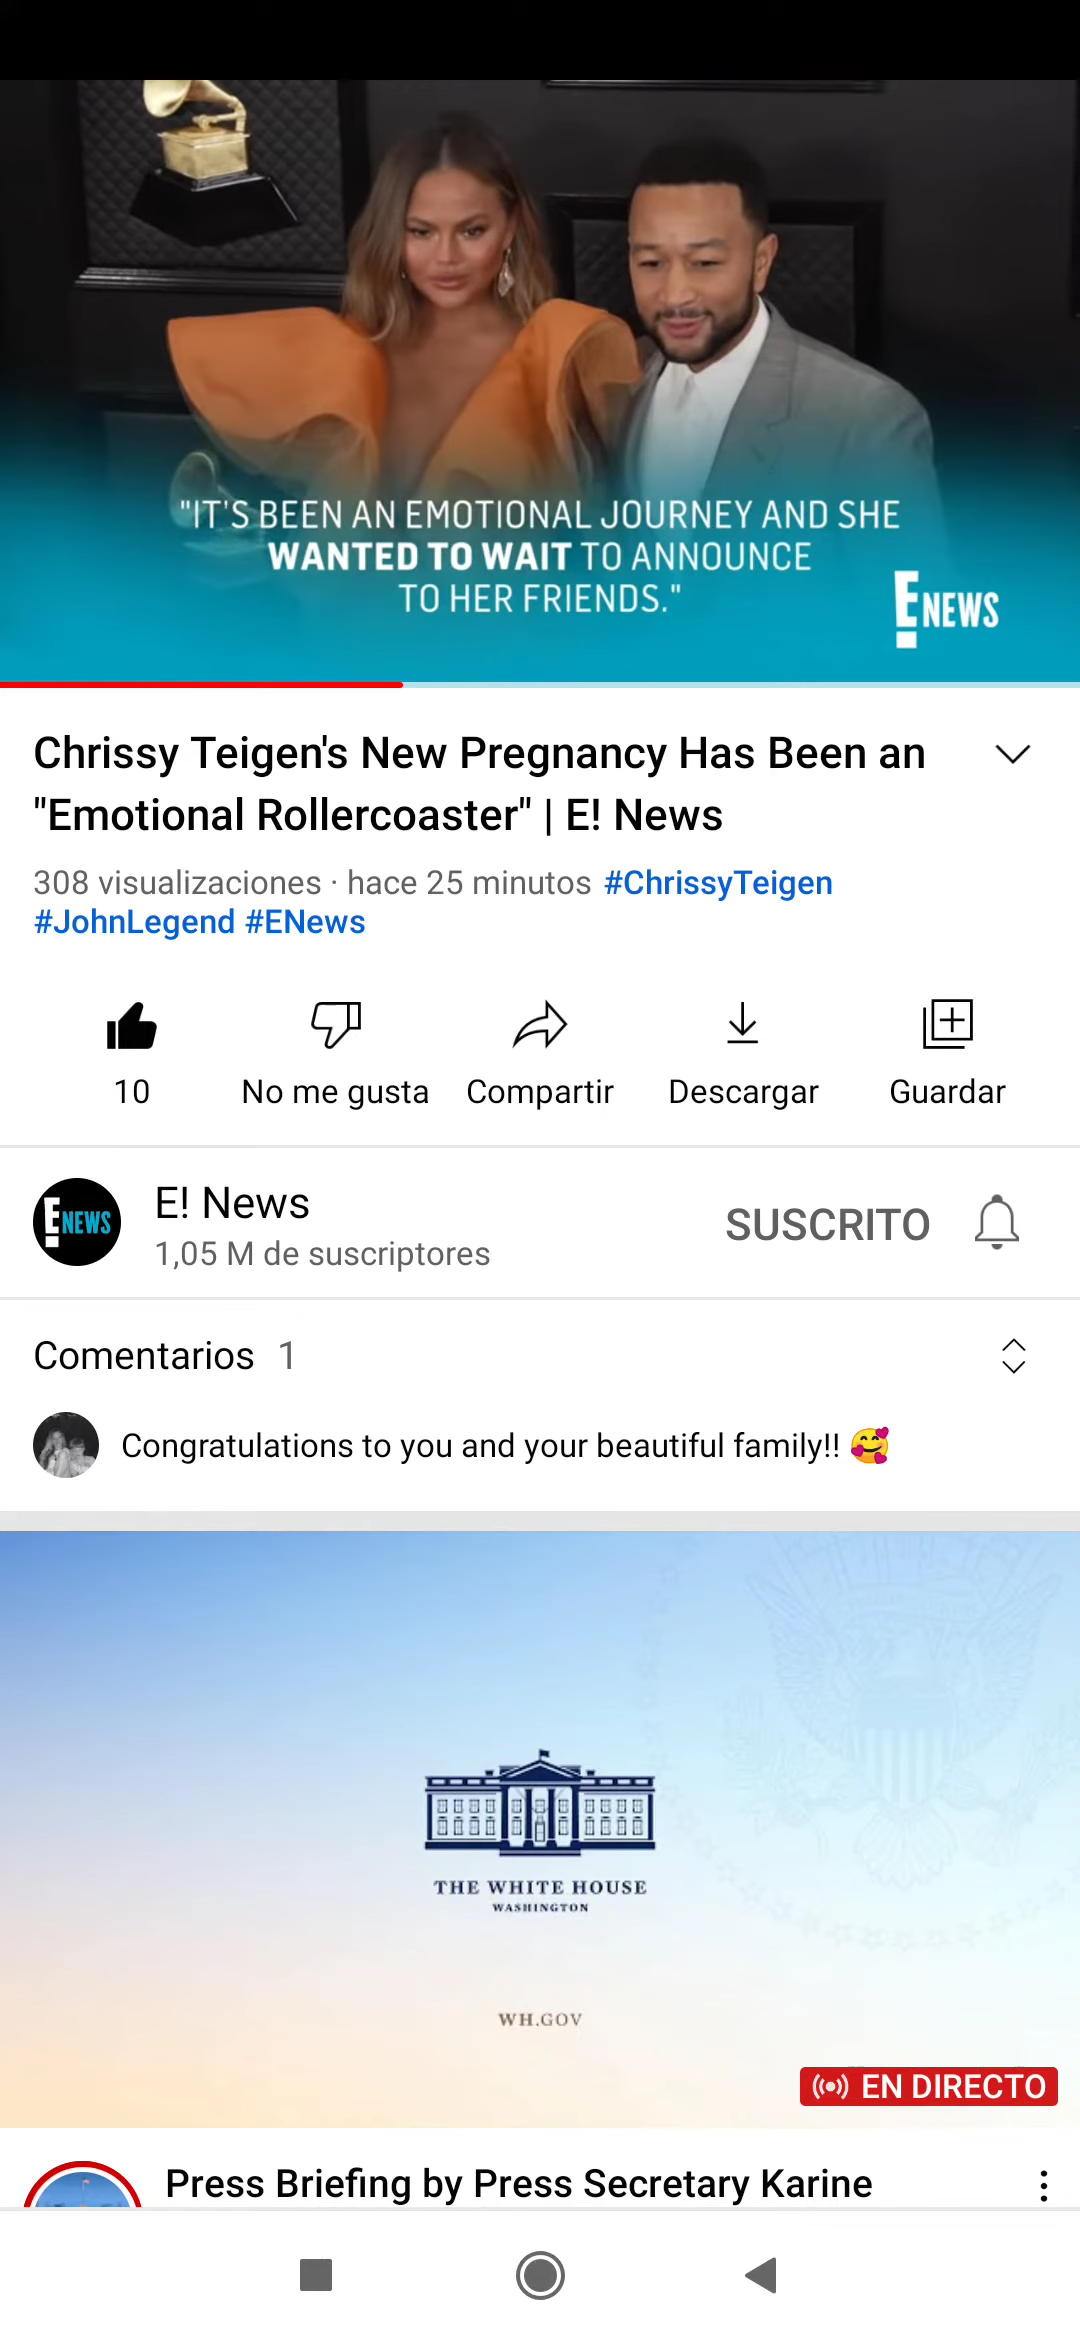 "IT'S BEEN AN EMOTIONAL JOURNEY AND SHE
WANTED TO WAIT TO ANNOUNCE
TO HER FRIENDS."
E! NEWS
Chrissy Teigen's New Pregnancy Has Been an
"Emotional Rollercoaster" | E! News
308 visualizaciones · hace 25 minutos #ChrissyTeigen
#JohnLegend #ENews
10
No me gusta
Compartir
Descargar
Guardar
E! NEWS
E! News
1,05 M de suscriptores
SUSCRITO
Comentarios 1
Congratulations to you and your beautiful family!! 🥰
THE WHITE HOUSE
WASHINGTON
WH.GOV
EN DIRECTO
Press Briefing by Press Secretary Karine